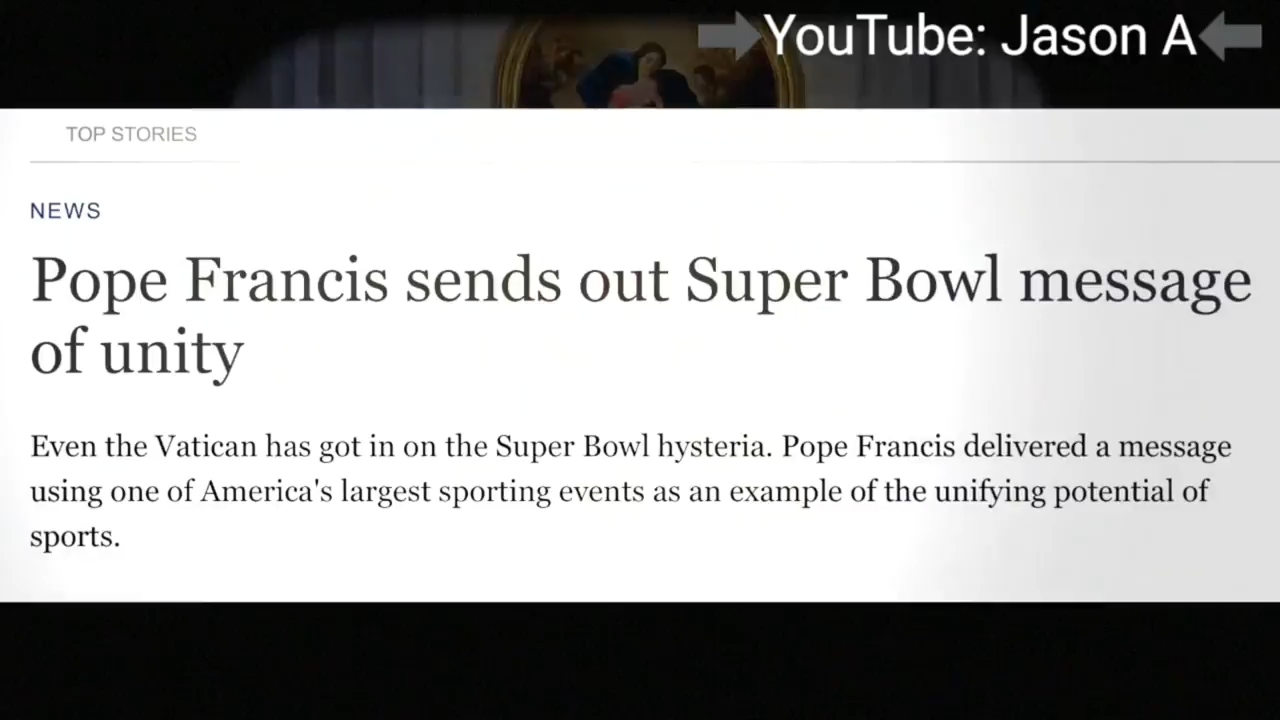 YouTube: Jason A
TOP STORIES
NEWS
Pope Francis sends out Super Bowl message
of unity
Even the Vatican has got in on the Super Bowl hysteria. Pope Francis delivered a message
using one of America's largest sporting events as an example of the unifying potential of
sports.